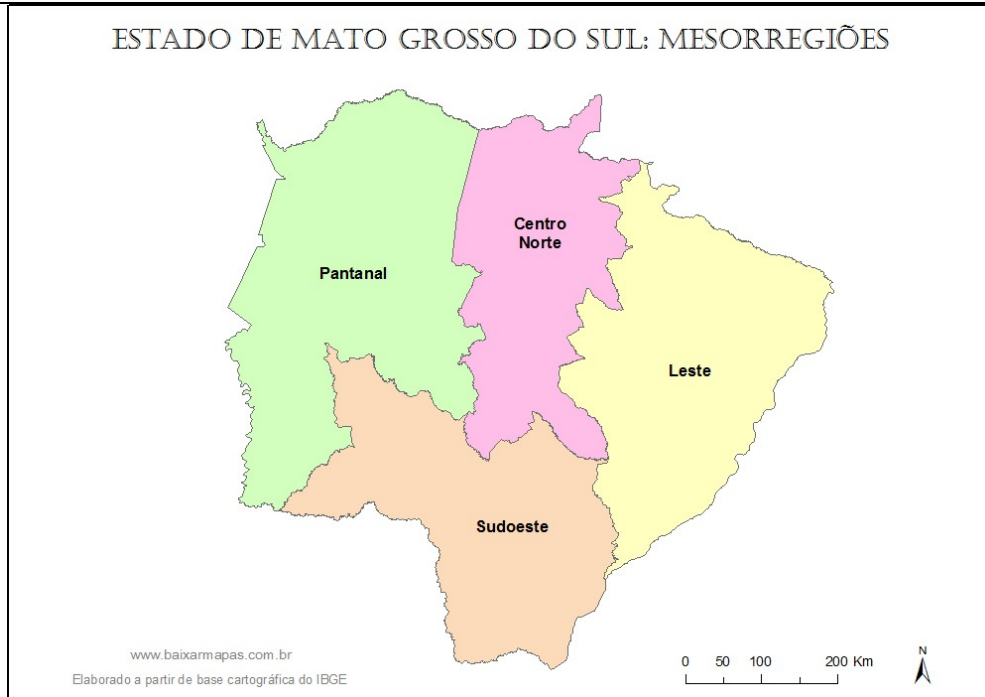 ESTADO DE MATO GROSSO DO SUL: MESORREGIÕES
Centro
Norte
Pantanal
Leste
Sudoeste
www.baixarmapas.com.br
Elaborado a partir de base cartográfica do IBGE
0 50 100 200 Km
N